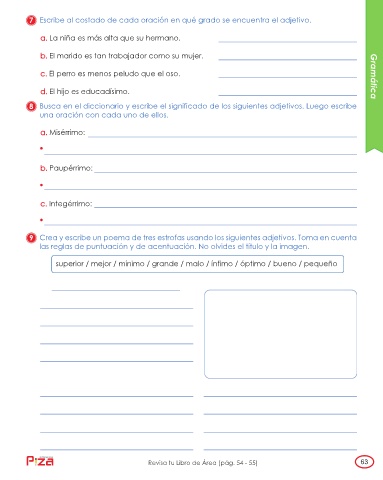 7 Escribe al costado de cada oración en qué grado se encuentra el adjetivo.
a. La niña es más alta que su hermano.
b. El marido es tan trabajador como su mujer.
c. El perro es menos peludo que el oso.
d. El hijo es educadísimo.
Gramática
8 Busca en el diccionario y escribe el significado de los siguientes adjetivos. Luego escribe
una oración con cada uno de ellos.
a. Misérrimo:
b. Paupérrimo:
c. Integérrimo:
9 Crea y escribe un poema de tres estrofas usando los siguientes adjetivos. Toma en cuenta
las reglas de puntuación y de acentuación. No olvides el título y la imagen.
superior / mejor / mínimo / grande / malo / ínfimo / óptimo / bueno / pequeño
Piza
Revisa tu Libro de Área (pág. 54 - 55)
63